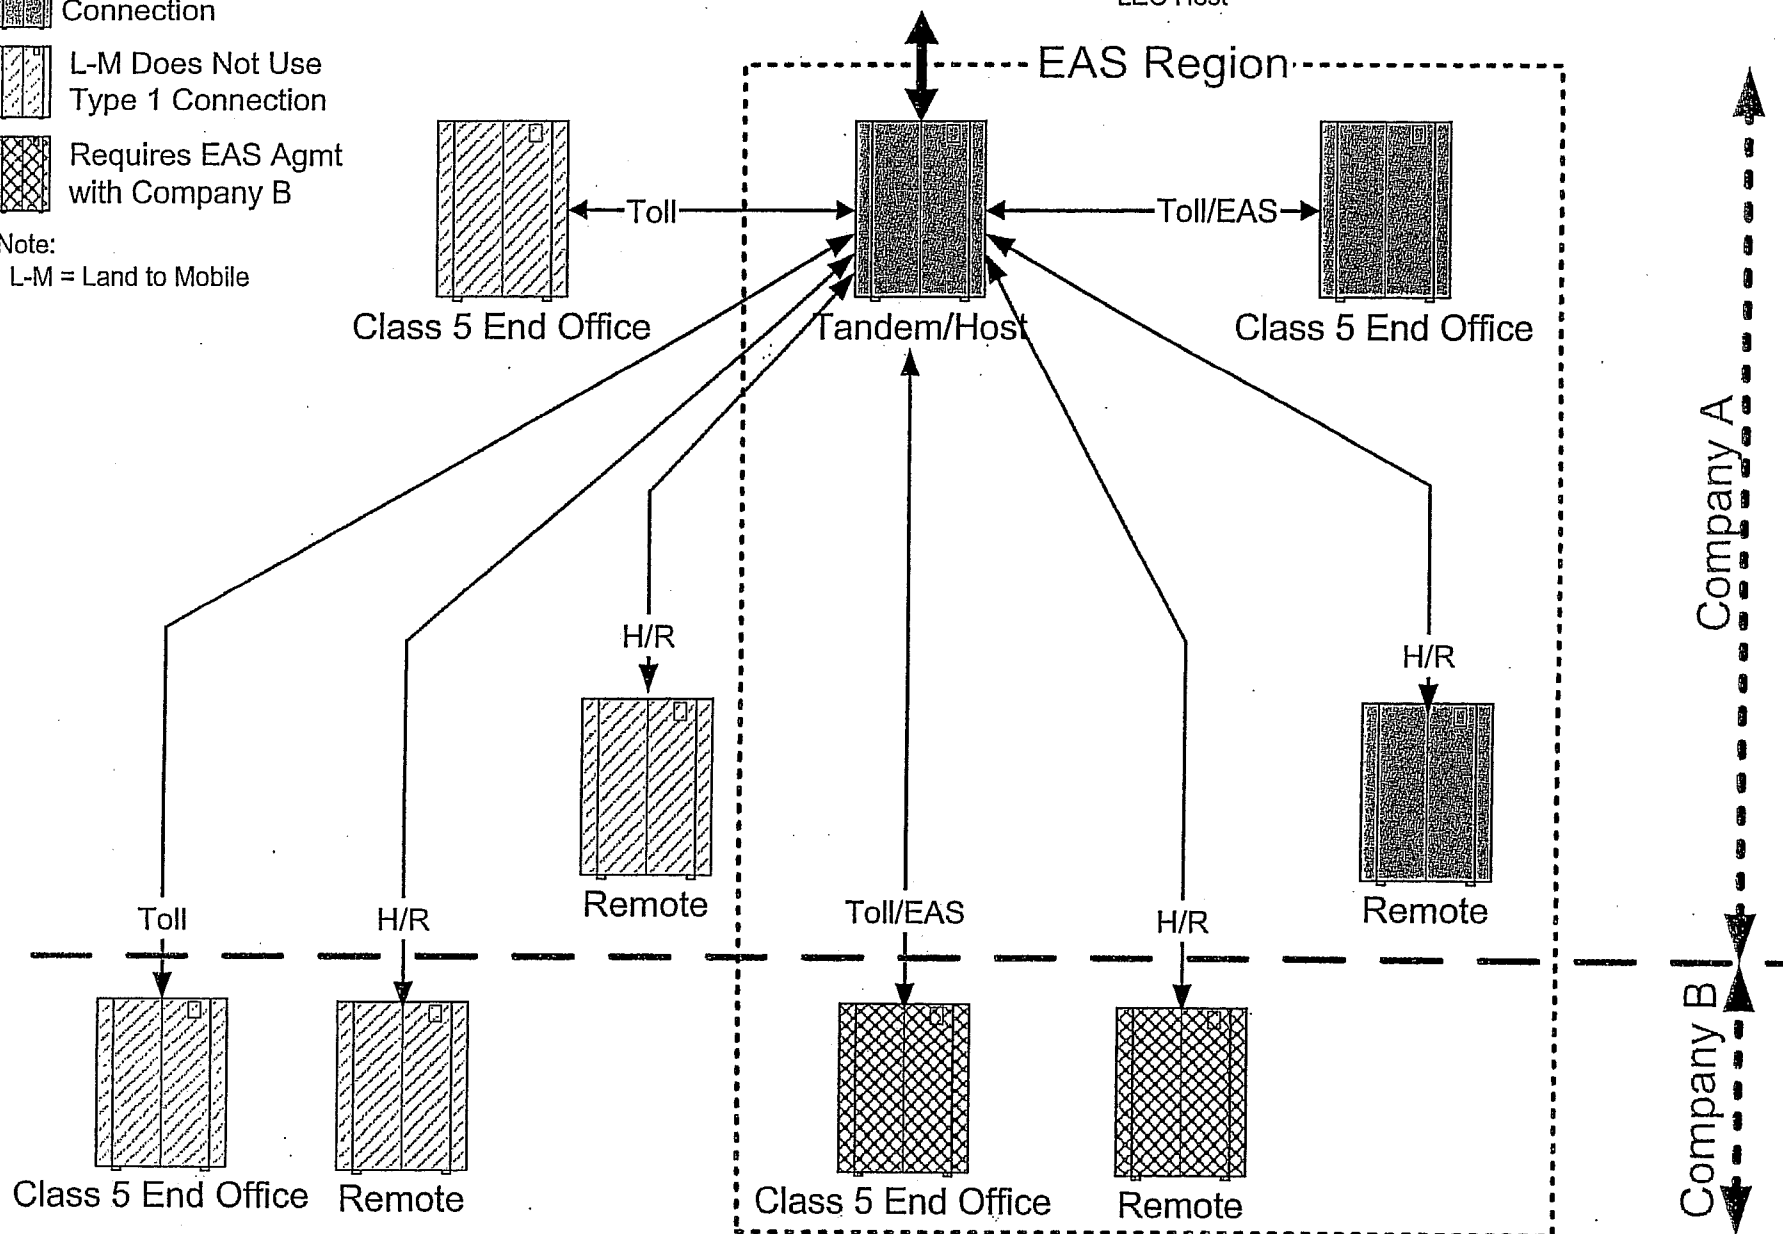 Connection
L-M Does Not Use
Type 1 Connection
Requires EAS Agmt
with Company B
Note:
L-M = Land to Mobile
EAS Region
Toll
Toll/EAS
Class 5 End Office
Tandem/Host
Class 5 End Office
Company A
H/R
H/R
Remote
Remote
Toll
H/R
Toll/EAS
H/R
Company B
Class 5 End Office
Remote
Class 5 End Office
Remote